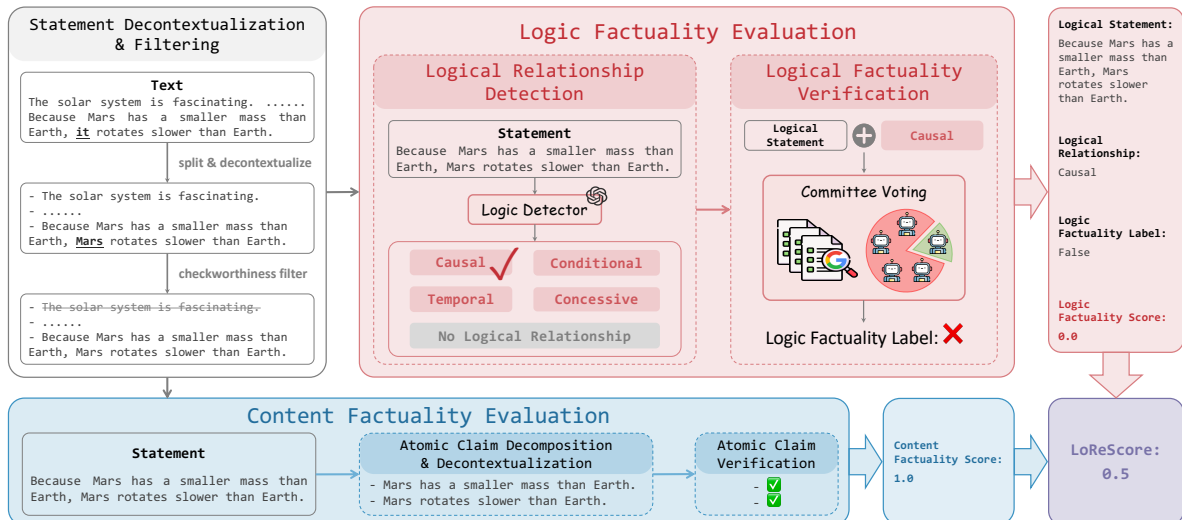 Statement Decontextualization
& Filtering
Text
The solar system is fascinating. ......
Because Mars has a smaller mass than
Earth, it rotates slower than Earth.
split & decontextualize
- The solar system is fascinating.
- ......
- Because Mars has a smaller mass than
Earth, Mars rotates slower than Earth.
checkworthiness filter
- The solar system is fascinating.
- ......
- Because Mars has a smaller mass than
Earth, Mars rotates slower than Earth.
Logic Factuality Evaluation
Logical Relationship
Detection
Statement
Because Mars has a smaller mass than
Earth, Mars rotates slower than Earth.
Logic Detector
Causal
Conditional
Temporal
Concessive
No Logical Relationship
Logical Factuality
Verification
Logical
Statement
Causal
Committee Voting
G
Logic Factuality Label:
Logical Statement:
Because Mars has a
smaller mass than
Earth, Mars
rotates slower
than Earth.
Logical
Relationship:
Causal
Logic
Factuality Label:
False
Logic
Factuality Score:
0.0
Content Factuality Evaluation
Statement
Because Mars has a smaller mass than
Earth, Mars rotates slower than Earth.
Atomic Claim Decomposition
& Decontextualization
- Mars has a smaller mass than Earth.
- Mars rotates slower than Earth.
Atomic Claim
Verification
- ✅
- ✅
Content
Factuality Score:
1.0
LoReScore:
0.5